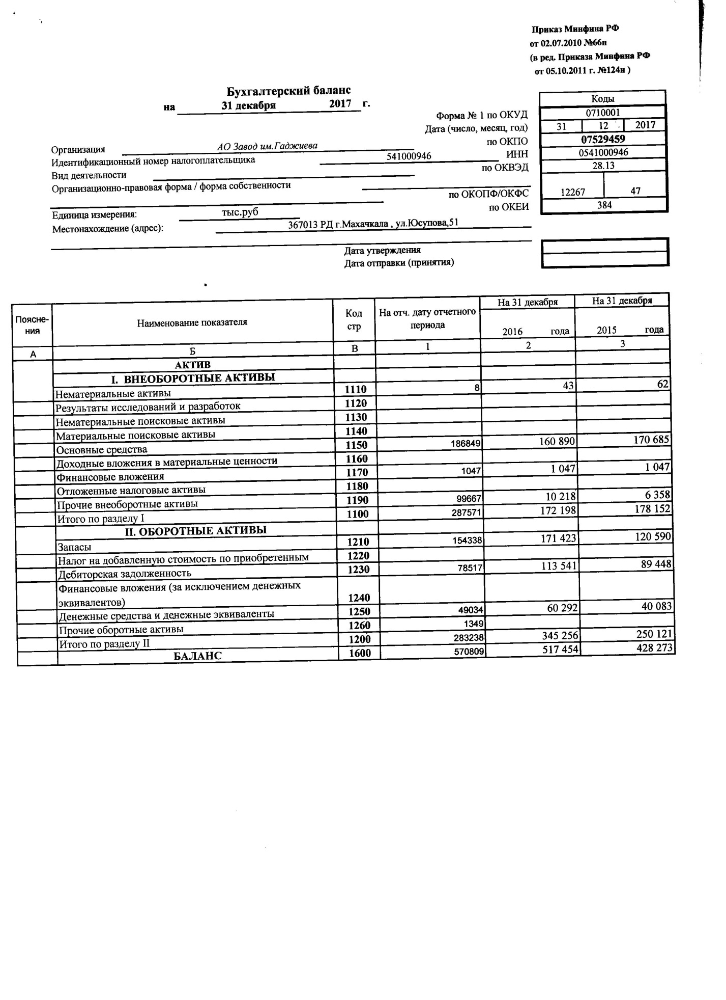 Приказ Минфина РФ
от 02.07.2010 №66н
(в ред. Приказа Минфина РФ
от 05.10.2011 г. №124н )
Бухгалтерский баланс
на 31 декабря 2017 г.
Коды
Форма № 1 по ОКУД 0710001
Дата (число, месяц, год) 31 12 2017
по ОКПО 07529459
Организация АО Завод им.Гаджиева
Идентификационный номер налогоплательщика 541000946 ИНН 0541000946
Вид деятельности по ОКВЭД 28.13
Организационно-правовая форма / форма собственности
по ОКОПФ/ОКФС 12267 47
Единица измерения: тыс.руб по ОКЕИ 384
Местонахождение (адрес): 367013 РД г.Махачкала , ул.Юсупова,51
Дата утверждения
Дата отправки (принятия)
Поясне- Наименование показателя Код На отч. дату отчетного На 31 декабря На 31 декабря
ния стр периода 2016 года 2015 года
А Б В 1 2 3
АКТИВ
I. ВНЕОБОРОТНЫЕ АКТИВЫ
Нематериальные активы 1110 8 43 62
Результаты исследований и разработок 1120
Нематериальные поисковые активы 1130
Материальные поисковые активы 1140
Основные средства 1150 186849 160 890 170 685
Доходные вложения в материальные ценности 1160
Финансовые вложения 1170 1047 1 047 1 047
Отложенные налоговые активы 1180
Прочие внеоборотные активы 1190 99667 10 218 6 358
Итого по разделу I 1100 287571 172 198 178 152
II. ОБОРОТНЫЕ АКТИВЫ
Запасы 1210 154338 171 423 120 590
Налог на добавленную стоимость по приобретенным 1220
Дебиторская задолженность 1230 78517 113 541 89 448
Финансовые вложения (за исключением денежных
эквивалентов) 1240
Денежные средства и денежные эквиваленты 1250 49034 60 292 40 083
Прочие оборотные активы 1260 1349
Итого по разделу II 1200 283238 345 256 250 121
БАЛАНС 1600 570809 517 454 428 273